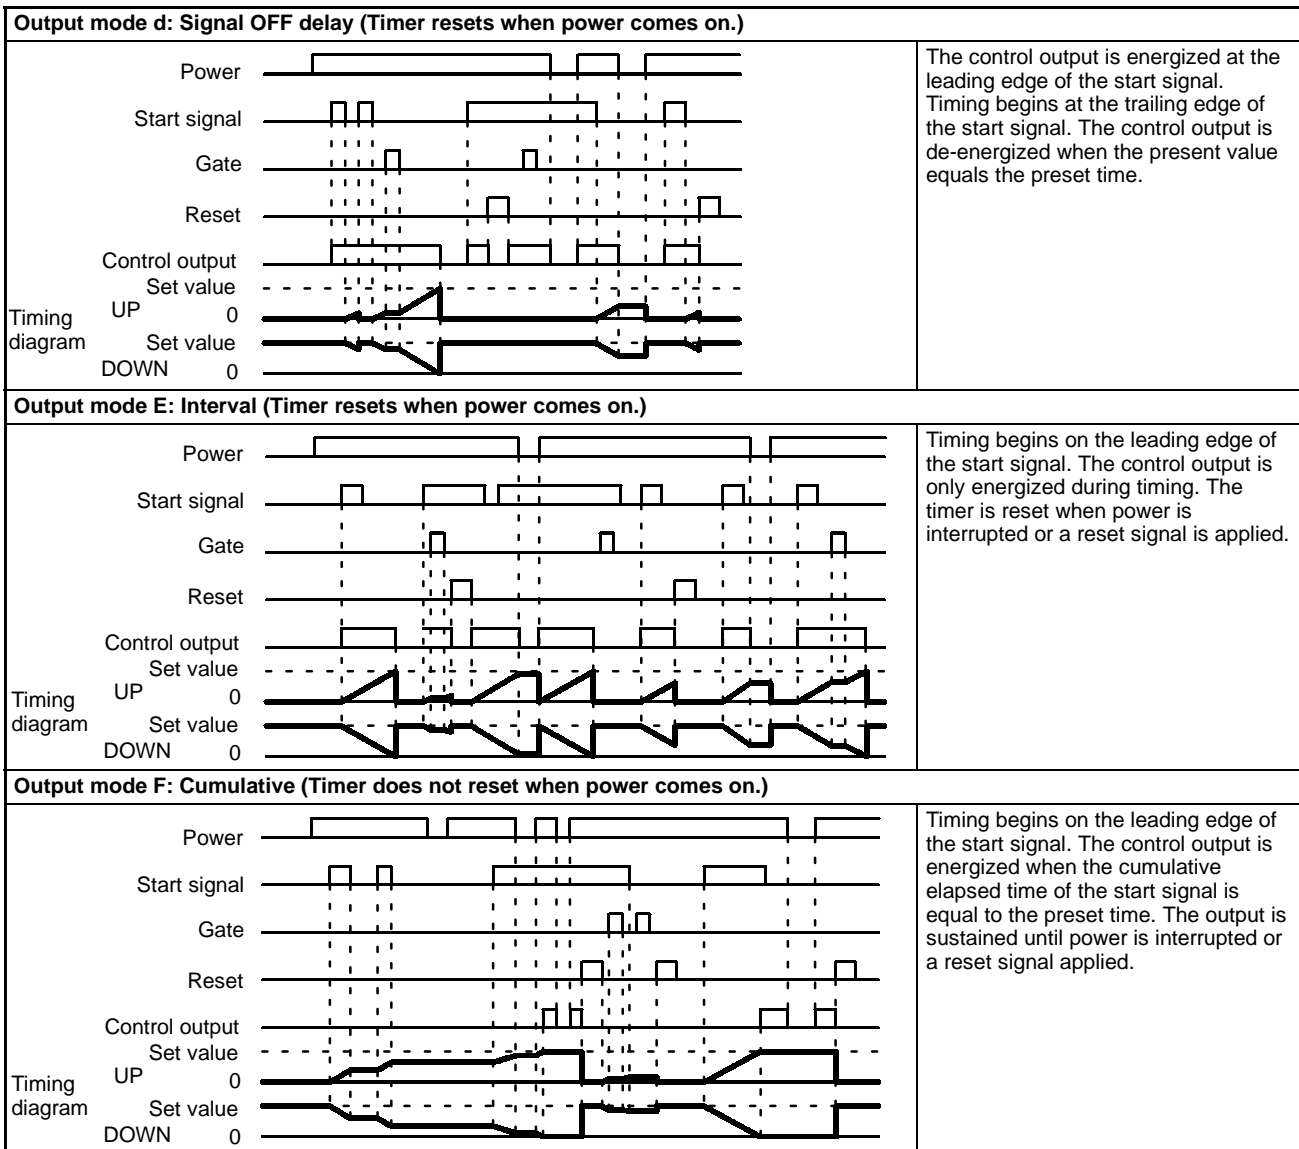 Output mode d: Signal OFF delay (Timer resets when power comes on.)
Power
Start signal
Gate
Reset
Control output
Set value
UP
0
Timing
diagram
Set value
DOWN
0
The control output is energized at the
leading edge of the start signal.
Timing begins at the trailing edge of
the start signal. The control output is
de-energized when the present value
equals the preset time.
Output mode E: Interval (Timer resets when power comes on.)
Power
Start signal
Gate
Reset
Control output
Set value
UP
0
Timing
diagram
Set value
DOWN
0
Timing begins on the leading edge of
the start signal. The control output is
only energized during timing. The
timer is reset when power is
interrupted or a reset signal is applied.
Output mode F: Cumulative (Timer does not reset when power comes on.)
Power
Start signal
Gate
Reset
Control output
Set value
UP
0
Timing
diagram
Set value
DOWN
0
Timing begins on the leading edge of
the start signal. The control output is
energized when the cumulative
elapsed time of the start signal is
equal to the preset time. The output is
sustained until power is interrupted or
a reset signal applied.